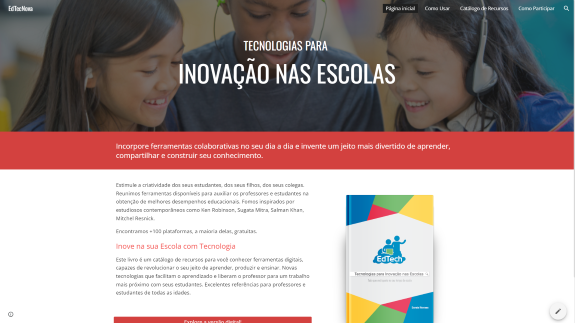 EdTecNova
Página inicial Como Usar Catálogo de Recursos Como Participar
TECNOLOGIAS PARA
INOVAÇÃO NAS ESCOLAS
Incorpore ferramentas colaborativas no seu dia a dia e invente um jeito mais divertido de aprender,
compartilhar e construir seu conhecimento.
Estimule a criatividade dos seus estudantes, dos seus filhos, dos seus colegas.
Reunimos ferramentas disponíveis para auxiliar os professores e estudantes na
obtenção de melhores desempenhos educacionais. Fomos inspirados por
estudiosos contemporâneos como Ken Robinson, Sugata Mitra, Salman Khan,
Mitchel Resnick.
Encontramos +100 plataformas, a maioria delas, gratuitas.
Inove na sua Escola com Tecnologia
Este livro é um catálogo de recursos para você conhecer ferramentas digitais,
capazes de revolucionar o seu jeito de aprender, produzir e ensinar. Novas
tecnologias que facilitam o aprendizado e liberam o professor para um trabalho
mais próximo com seus estudantes. Excelentes referências para professores e
estudantes de todas as idades.
Explore a versão digital!
EdTech
Tecnologias para Inovação nas Escolas